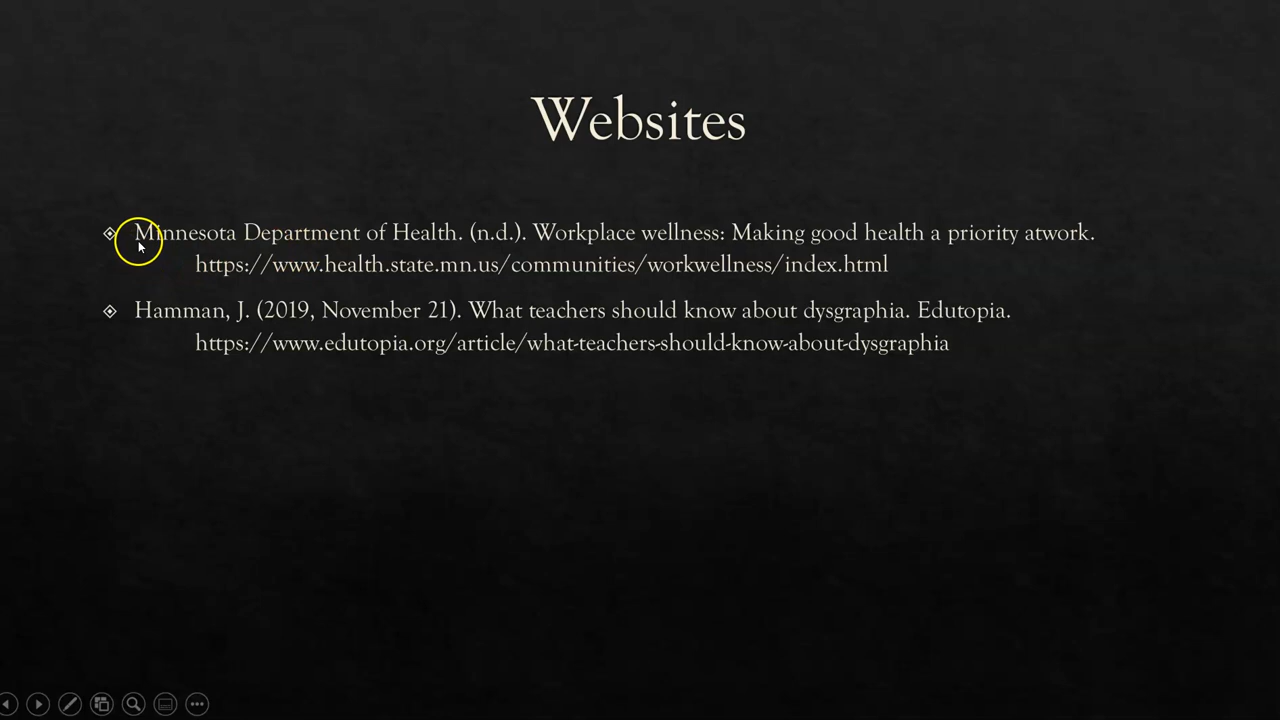 Websites
Minnesota Department of Health. (n.d.). Workplace wellness: Making good health a priority atwork.
https://www.health.state.mn.us/communities/workwellness/index.html
Hamman, J. (2019, November 21). What teachers should know about dysgraphia. Edutopia.
https://www.edutopia.org/article/what-teachers-should-know-about-dysgraphia